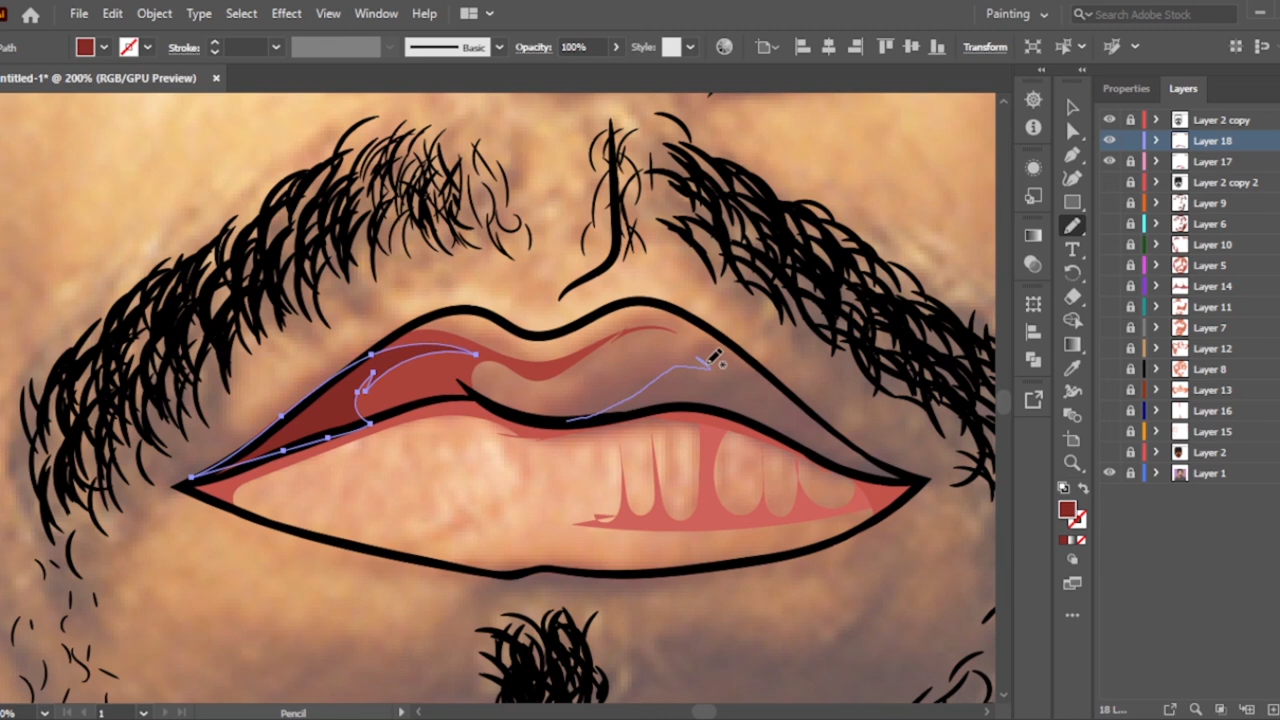 File Edit Object Type Select Effect View Window Help Painting Search Adobe Stock
Path Stroke: Basic Opacity: 100% Style: Transform
ntitled-1* @ 200% (RGB/GPU Preview) ×
Properties Layers
Layer 2 copy
Layer 18
Layer 17
Layer 2 copy 2
Layer 9
Layer 6
Layer 10
Layer 5
Layer 14
Layer 11
Layer 7
Layer 12
Layer 8
Layer 13
Layer 16
Layer 15
Layer 2
Layer 1
0% 1 Pencil 18 L...